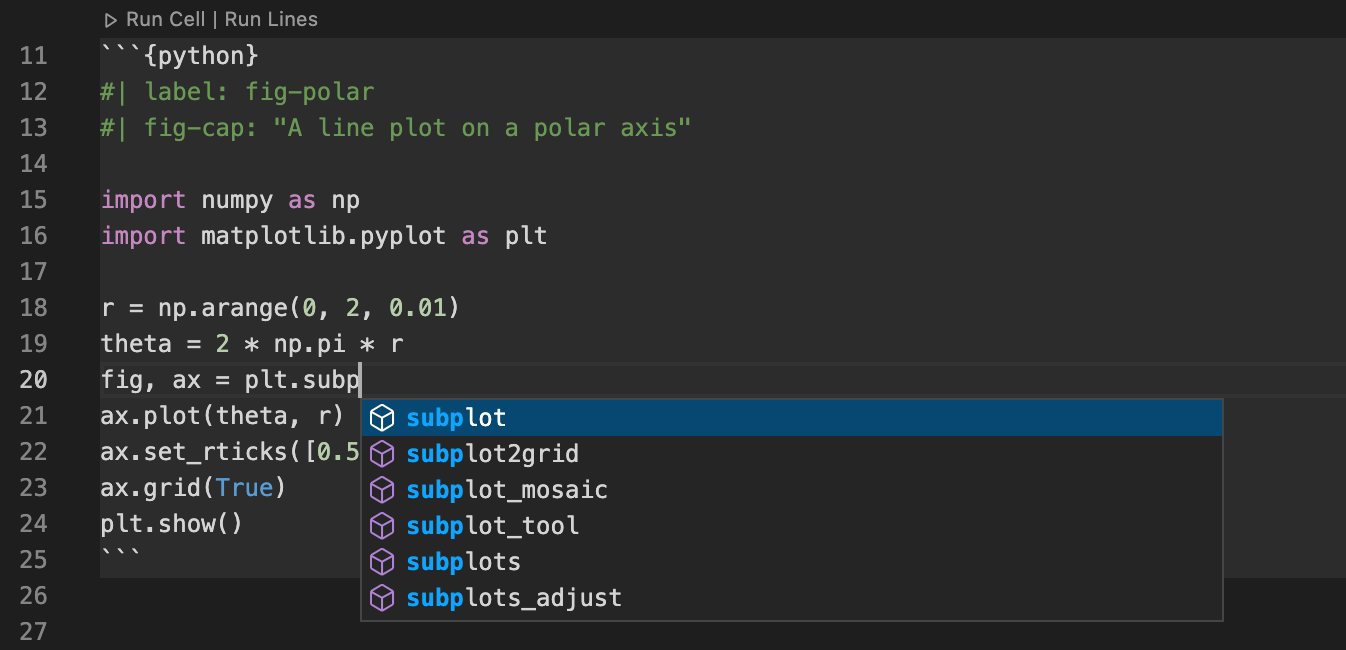 Run Cell | Run Lines
11 ```{python}
12 #| label: fig-polar
13 #| fig-cap: "A line plot on a polar axis"
14
15 import numpy as np
16 import matplotlib.pyplot as plt
17
18 r = np.arange(0, 2, 0.01)
19 theta = 2 * np.pi * r
20 fig, ax = plt.subp
21 ax.plot(theta, r)
22 ax.set_rticks([0.5
23 ax.grid(True)
24 plt.show()
25 ```
26
27
subplot
subplot2grid
subplot_mosaic
subplot_tool
subplots
subplots_adjust